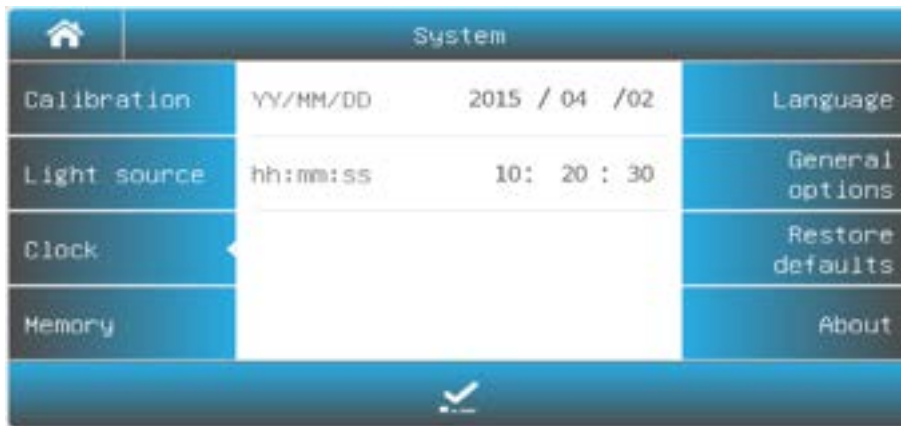 System
Calibration
YY/MM/DD 2015 / 04 /02
Language
Light source
hh:mm:ss 10: 20 : 30
General
options
Clock
Restore
defaults
Memory
About